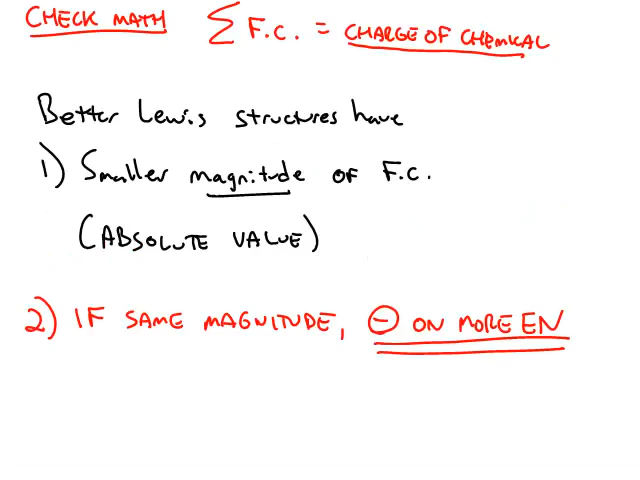 CHECK MATH Σ F.C. = CHARGE OF CHEMICAL
Better Lewis structures have
1) Smaller magnitude of F.C.
(ABSOLUTE VALUE)
2) IF SAME MAGNITUDE, ⊖ ON MORE EN